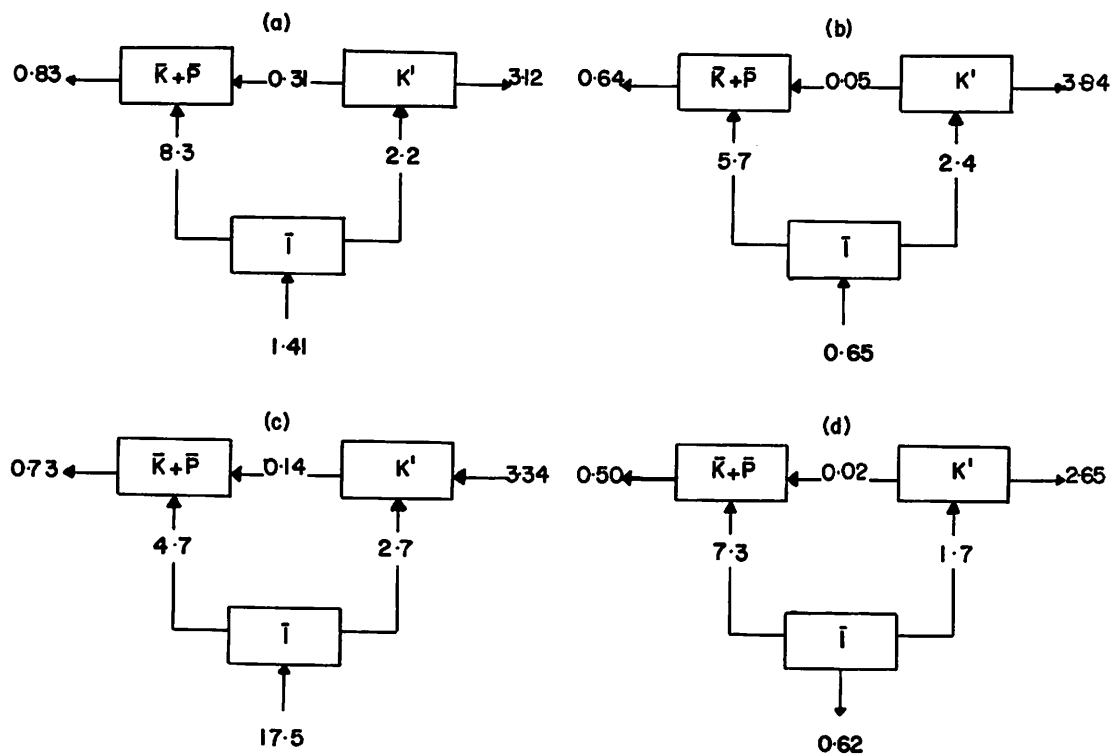 (a)
(b)
0·83 K̄+P̄ 0·31 K' 3·12
0·64 K̄+P̄ 0·05 K' 3·84
8·3 2·2
5·7 2·4
Ī
Ī
1·41
0·65
(c)
(d)
0·73 K̄+P̄ 0·14 K' 3·34
0·50 K̄+P̄ 0·02 K' 2·65
4·7 2·7
7·3 1·7
Ī
Ī
17·5
0·62